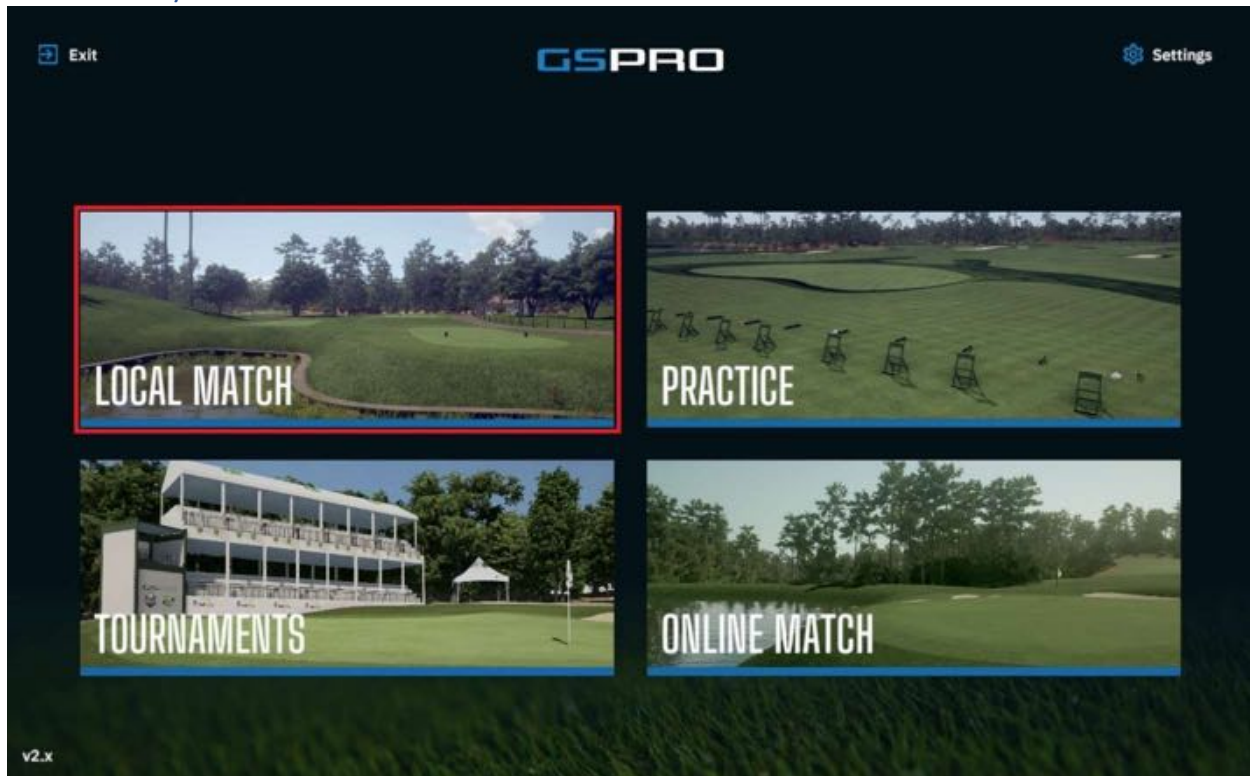 Exit
GSPRO
Settings
LOCAL MATCH
PRACTICE
TOURNAMENTS
ONLINE MATCH
v2.x